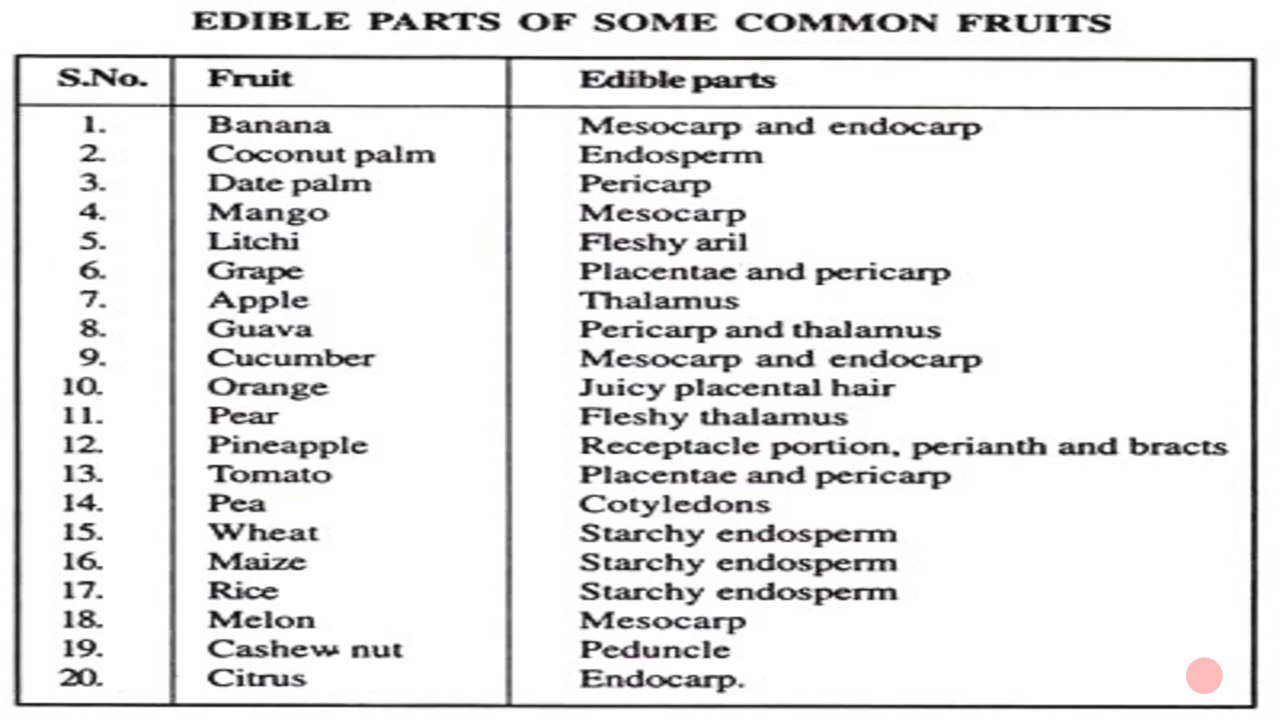 EDIBLE PARTS OF SOME COMMON FRUITS
S.No. Fruit Edible parts
1. Banana Mesocarp and endocarp
2. Coconut palm Endosperm
3. Date palm Pericarp
4. Mango Mesocarp
5. Litchi Fleshy aril
6. Grape Placentae and pericarp
7. Apple Thalamus
8. Guava Pericarp and thalamus
9. Cucumber Mesocarp and endocarp
10. Orange Juicy placental hair
11. Pear Fleshy thalamus
12. Pineapple Receptacle portion, perianth and bracts
13. Tomato Placentae and pericarp
14. Pea Cotyledons
15. Wheat Starchy endosperm
16. Maize Starchy endosperm
17. Rice Starchy endosperm
18. Melon Mesocarp
19. Cashew nut Peduncle
20. Citrus Endocarp.